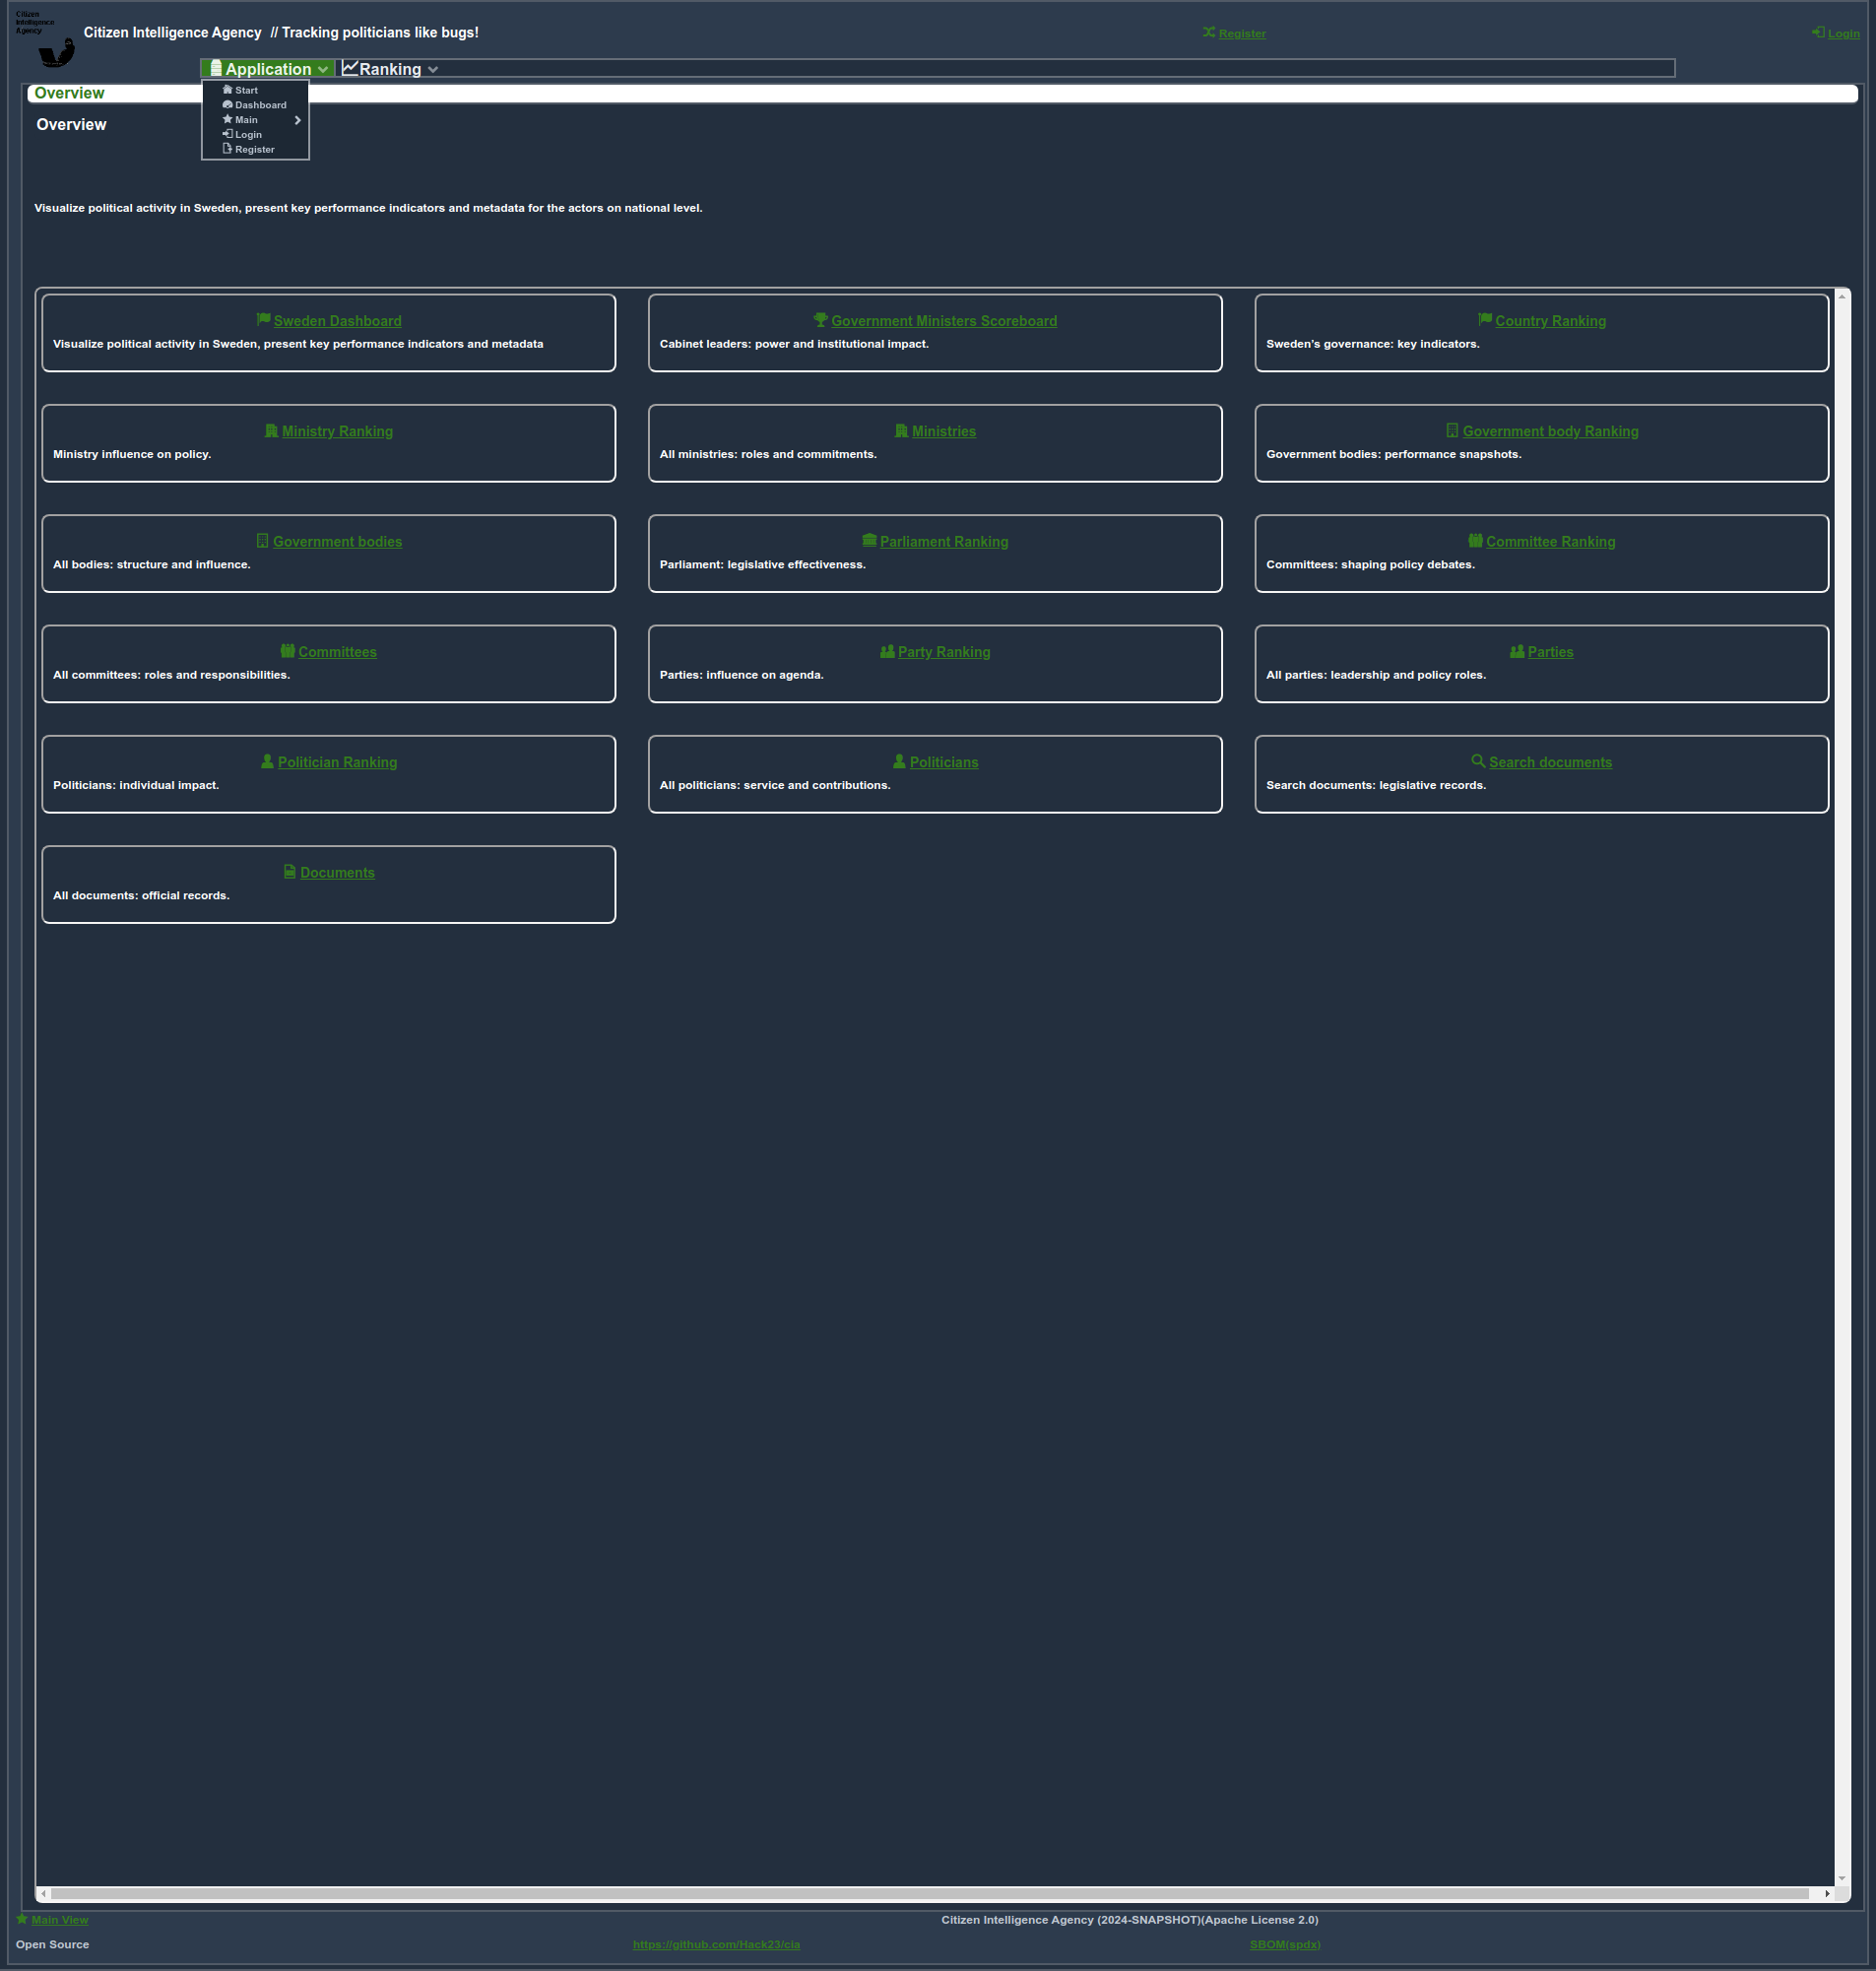 Citizen
Intelligence
Agency
Citizen Intelligence Agency // Tracking politicians like bugs!
Register
Login
Application
Ranking
Start
Dashboard
Main
Login
Register
Overview
Overview
Visualize political activity in Sweden, present key performance indicators and metadata for the actors on national level.
Sweden Dashboard
Visualize political activity in Sweden, present key performance indicators and metadata
Government Ministers Scoreboard
Cabinet leaders: power and institutional impact.
Country Ranking
Sweden's governance: key indicators.
Ministry Ranking
Ministry influence on policy.
Ministries
All ministries: roles and commitments.
Government body Ranking
Government bodies: performance snapshots.
Government bodies
All bodies: structure and influence.
Parliament Ranking
Parliament: legislative effectiveness.
Committee Ranking
Committees: shaping policy debates.
Committees
All committees: roles and responsibilities.
Party Ranking
Parties: influence on agenda.
Parties
All parties: leadership and policy roles.
Politician Ranking
Politicians: individual impact.
Politicians
All politicians: service and contributions.
Search documents
Search documents: legislative records.
Documents
All documents: official records.
Main View
Citizen Intelligence Agency (2024-SNAPSHOT)(Apache License 2.0)
Open Source
https://github.com/Hack23/cia
SBOM(spdx)